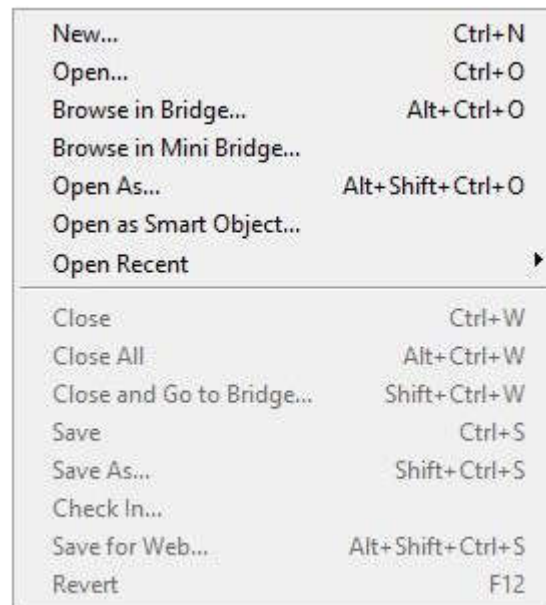 New... Ctrl+N
Open... Ctrl+O
Browse in Bridge... Alt+Ctrl+O
Browse in Mini Bridge...
Open As... Alt+Shift+Ctrl+O
Open as Smart Object...
Open Recent
Close Ctrl+W
Close All Alt+Ctrl+W
Close and Go to Bridge... Shift+Ctrl+W
Save Ctrl+S
Save As... Shift+Ctrl+S
Check In...
Save for Web... Alt+Shift+Ctrl+S
Revert F12